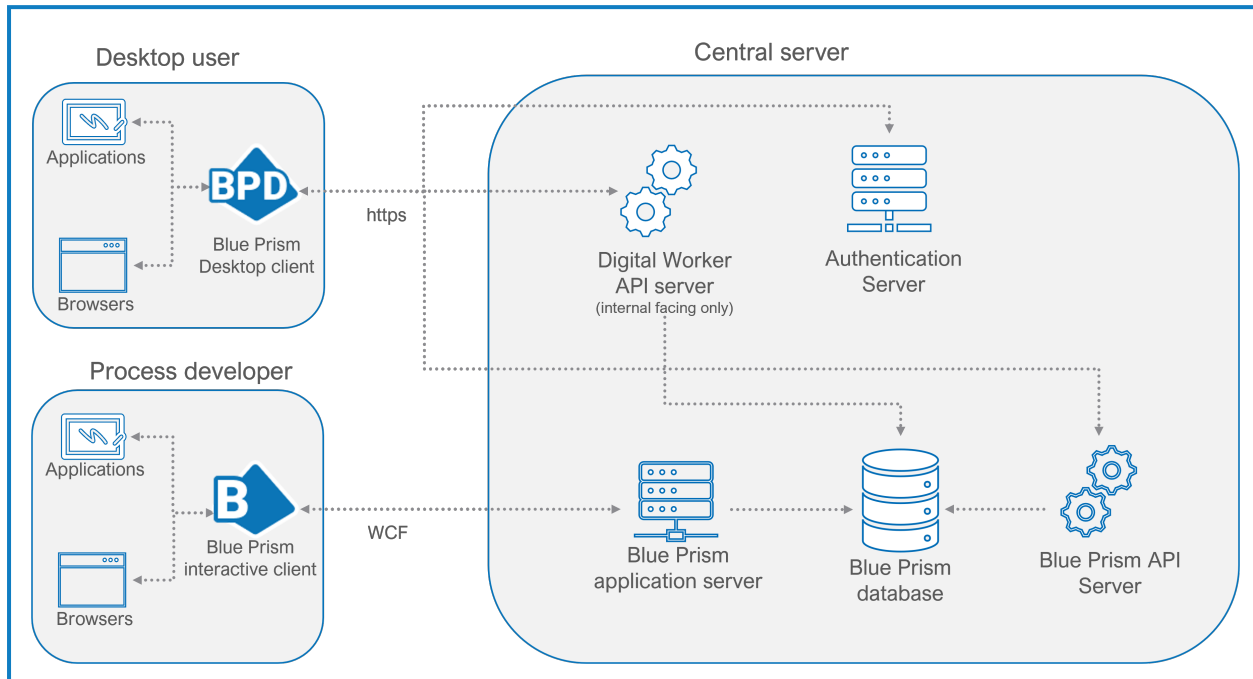 Desktop user
Applications
BPD
Blue Prism
Desktop client
Browsers
https
Central server
Digital Worker
API server
(internal facing only)
Authentication
Server
Process developer
Applications
B
Blue Prism
interactive client
Browsers
WCF
Blue Prism
application server
Blue Prism
database
Blue Prism API
Server